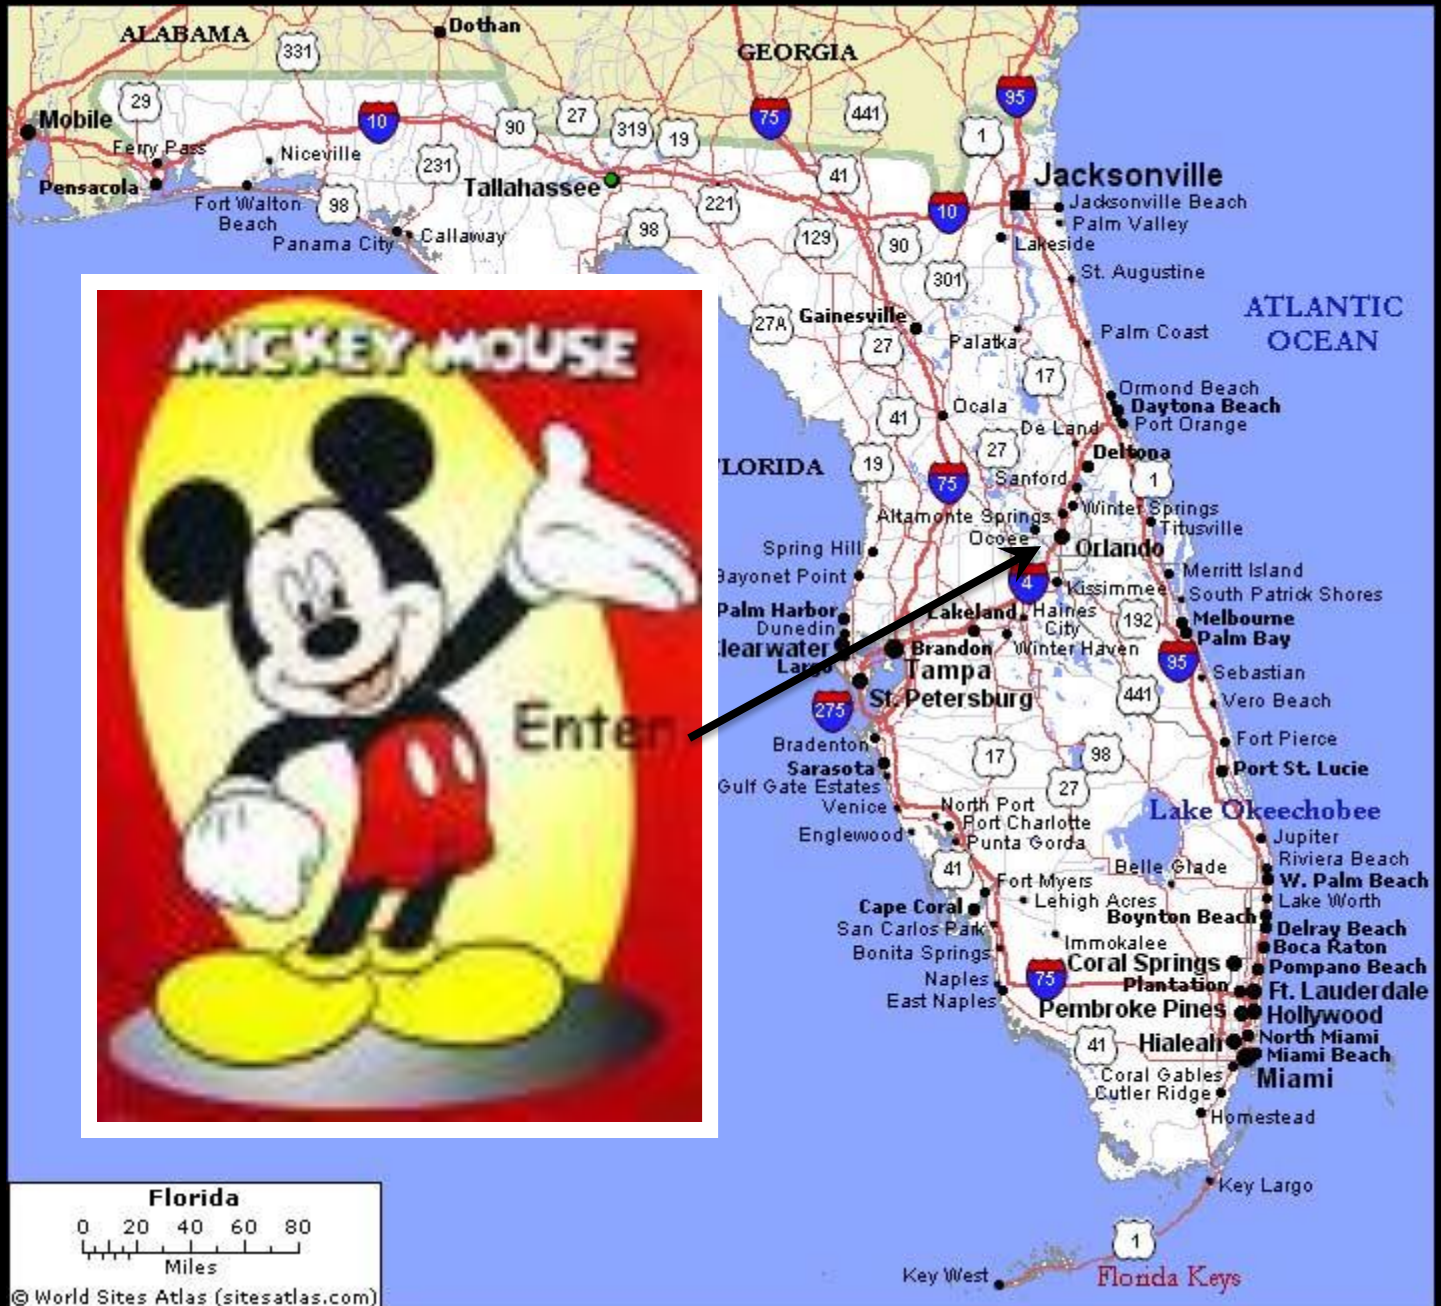 ALABAMA
Dothan
GEORGIA
331
29
10
90
27
319
19
75
441
95
1
Mobile
Ferry Pass
Niceville
231
Pensacola
Fort Walton
Beach
98
Panama City
Callaway
Tallahassee
221
98
41
129
90
10
301
Jacksonville
Jacksonville Beach
Palm Valley
Lakeside
St. Augustine
ATLANTIC
OCEAN
27A
Gainesville
27
Palatka
Palm Coast
17
Ormond Beach
Daytona Beach
Port Orange
41
Ocala
De Land
27
Deltona
LORIDA
19
75
Sanford
1
Winter Springs
Altamonte Springs
Titusville
Ocoee
Orlando
Spring Hill
Bayonet Point
4
Kissimmee
Merritt Island
South Patrick Shores
Palm Harbor
Lakeland
Haines
City
192
Melbourne
Dunedin
Palm Bay
learwater
Brandon
Winter Haven
Largo
Tampa
95
Sebastian
St. Petersburg
441
Vero Beach
275
Bradenton
17
98
Fort Pierce
Sarasota
Port St. Lucie
Gulf Gate Estates
27
Venice
North Port
Lake Okeechobee
Port Charlotte
Englewood
Punta Gorda
Jupiter
41
Belle Glade
Riviera Beach
Fort Myers
W. Palm Beach
Cape Coral
Lehigh Acres
Lake Worth
Boynton Beach
San Carlos Park
Delray Beach
Immokalee
Boca Raton
Bonita Springs
Coral Springs
Pompano Beach
Naples
75
Plantation
Ft. Lauderdale
East Naples
Pembroke Pines
Hollywood
41
Hialeah
North Miami
Miami Beach
Coral Gables
Miami
Cutler Ridge
Homestead
Key Largo
1
Key West
Florida Keys
MICKEY MOUSE
Enter
Florida
0 20 40 60 80
Miles
© World Sites Atlas (sitesatlas.com)